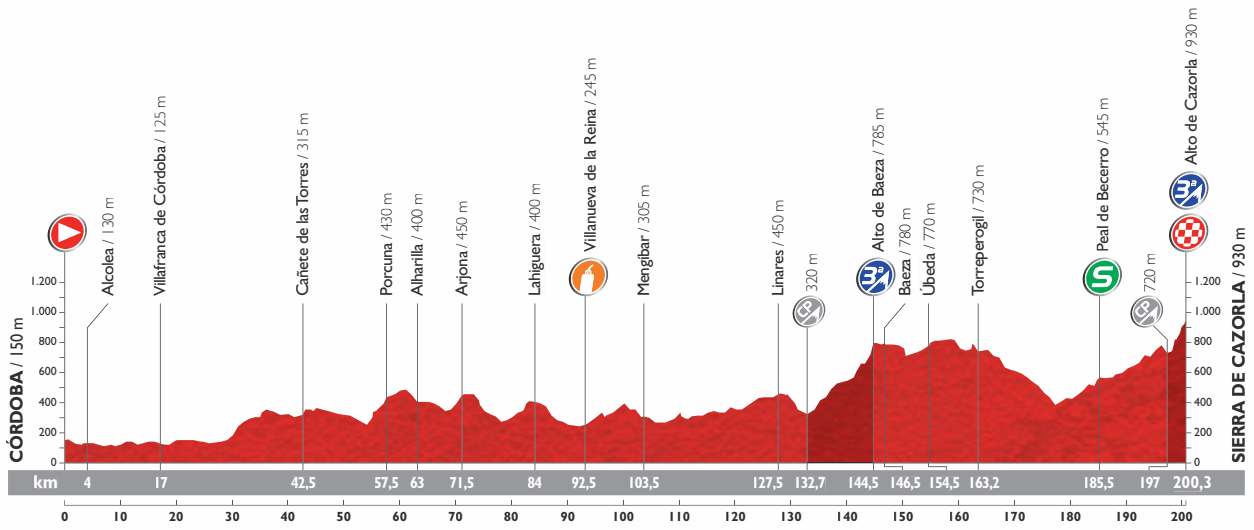 CÓRDOBA / 150 m
Alcolea / 130 m
Villafranca de Córdoba / 125 m
Cañete de las Torres / 315 m
Porcuna / 430 m
Alharilla / 400 m
Arjona / 450 m
Lahiguera / 400 m
Villanueva de la Reina / 245 m
Mengibar / 305 m
Linares / 450 m
CP
320 m
3ª
Alto de Baeza / 785 m
Baeza / 780 m
Úbeda / 770 m
Torreperogil / 730 m
S
Peal de Becerro / 545 m
CP
720 m
3ª
Alto de Cazorla / 930 m
SIERRA DE CAZORLA / 930 m
1.200
1.000
800
600
400
200
0
1.200
1.000
800
600
400
200
0
km 4 17 42,5 57,5 63 71,5 84 92,5 103,5 127,5 132,7 144,5 146,5 154,5 163,2 185,5 197 200,3
0 10 20 30 40 50 60 70 80 90 100 110 120 130 140 150 160 170 180 190 200